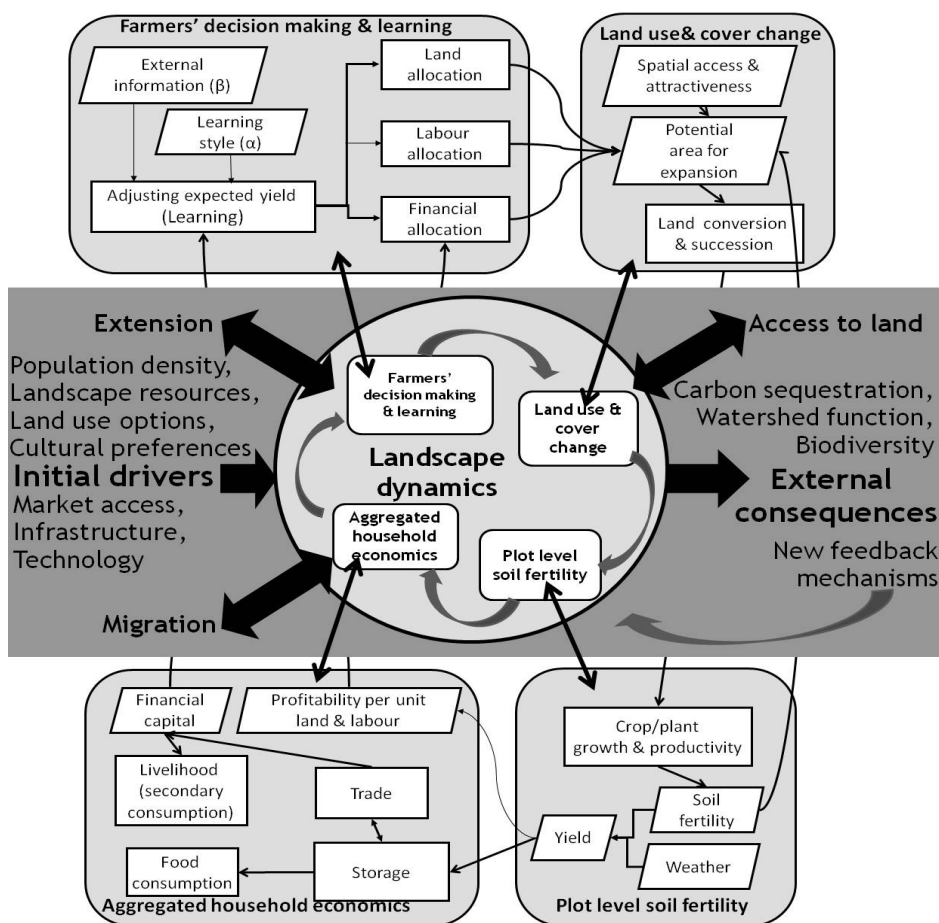 Farmers' decision making & learning
External
information (β)
Learning
style (α)
Adjusting expected yield
(Learning)
Land
allocation
Labour
allocation
Financial
allocation
Land use& cover change
Spatial access &
attractiveness
Potential
area for
expansion
Land conversion
& succession
Extension
Population density,
Landscape resources,
Land use options,
Cultural preferences
Initial drivers
Market access,
Infrastructure,
Technology
Migration
Farmers'
decision making
& learning
Land use &
cover
change
Landscape
dynamics
Aggregated
household
economics
Plot level
soil fertility
Access to land
Carbon sequestration,
Watershed function,
Biodiversity
External
consequences
New feedback
mechanisms
Financial
capital
Profitability per unit
land & labour
Livelihood
(secondary
consumption)
Trade
Food
consumption
Storage
Aggregated household economics
Crop/plant
growth & productivity
Soil
fertility
Yield
Weather
Plot level soil fertility